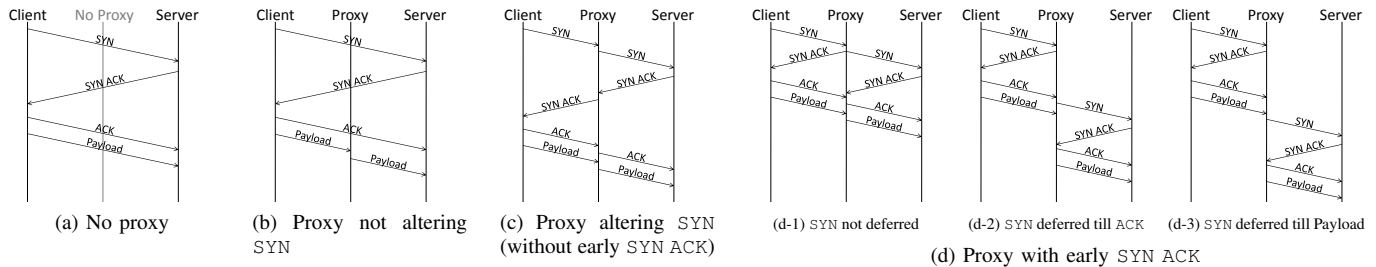 Client No Proxy Server
SYN
SYN ACK
ACK
Payload
(a) No proxy
Client Proxy Server
SYN
SYN ACK
ACK
Payload
Payload
(b) Proxy not altering
SYN
Client Proxy Server
SYN
SYN
SYN ACK
SYN ACK
ACK
ACK
Payload
Payload
(c) Proxy altering SYN
(without early SYN ACK)
Client Proxy Server
SYN
SYN
SYN ACK
SYN ACK
ACK
ACK
Payload
Payload
(d-1) SYN not deferred
Client Proxy Server
SYN
SYN ACK
ACK
Payload
SYN
SYN ACK
ACK
Payload
(d-2) SYN deferred till ACK
Client Proxy Server
SYN
SYN ACK
ACK
Payload
SYN
SYN ACK
ACK
Payload
(d-3) SYN deferred till Payload
(d) Proxy with early SYN ACK